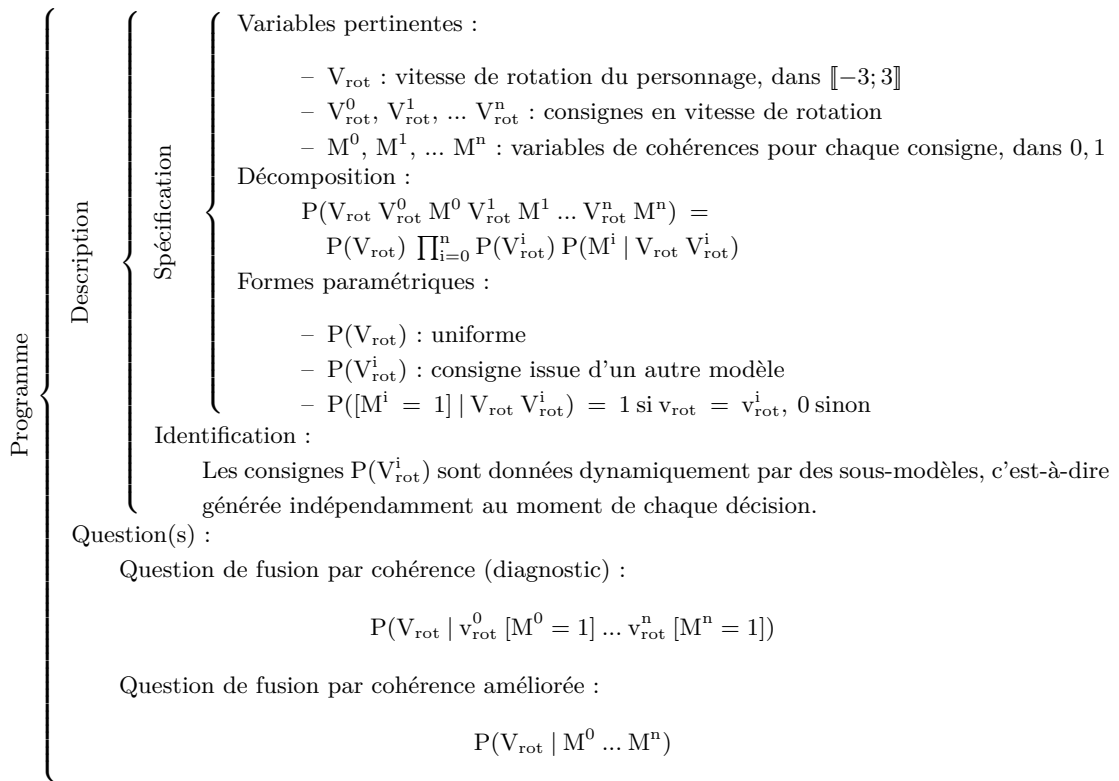 Programme
Description
Spécification
Variables pertinentes :
– V_rot : vitesse de rotation du personnage, dans ⟦−3; 3⟧
– V^0_rot, V^1_rot, ... V^n_rot : consignes en vitesse de rotation
– M^0, M^1, ... M^n : variables de cohérences pour chaque consigne, dans 0, 1
Décomposition :
P(V_rot V^0_rot M^0 V^1_rot M^1 ... V^n_rot M^n) =
P(V_rot) ∏^n_{i=0} P(V^i_rot) P(M^i | V_rot V^i_rot)
Formes paramétriques :
– P(V_rot) : uniforme
– P(V^i_rot) : consigne issue d'un autre modèle
– P([M^i = 1] | V_rot V^i_rot) = 1 si v_rot = v^i_rot, 0 sinon
Identification :
Les consignes P(V^i_rot) sont données dynamiquement par des sous-modèles, c'est-à-dire
générée indépendamment au moment de chaque décision.
Question(s) :
Question de fusion par cohérence (diagnostic) :
P(V_rot | v^0_rot [M^0 = 1] ... v^n_rot [M^n = 1])
Question de fusion par cohérence améliorée :
P(V_rot | M^0 ... M^n)